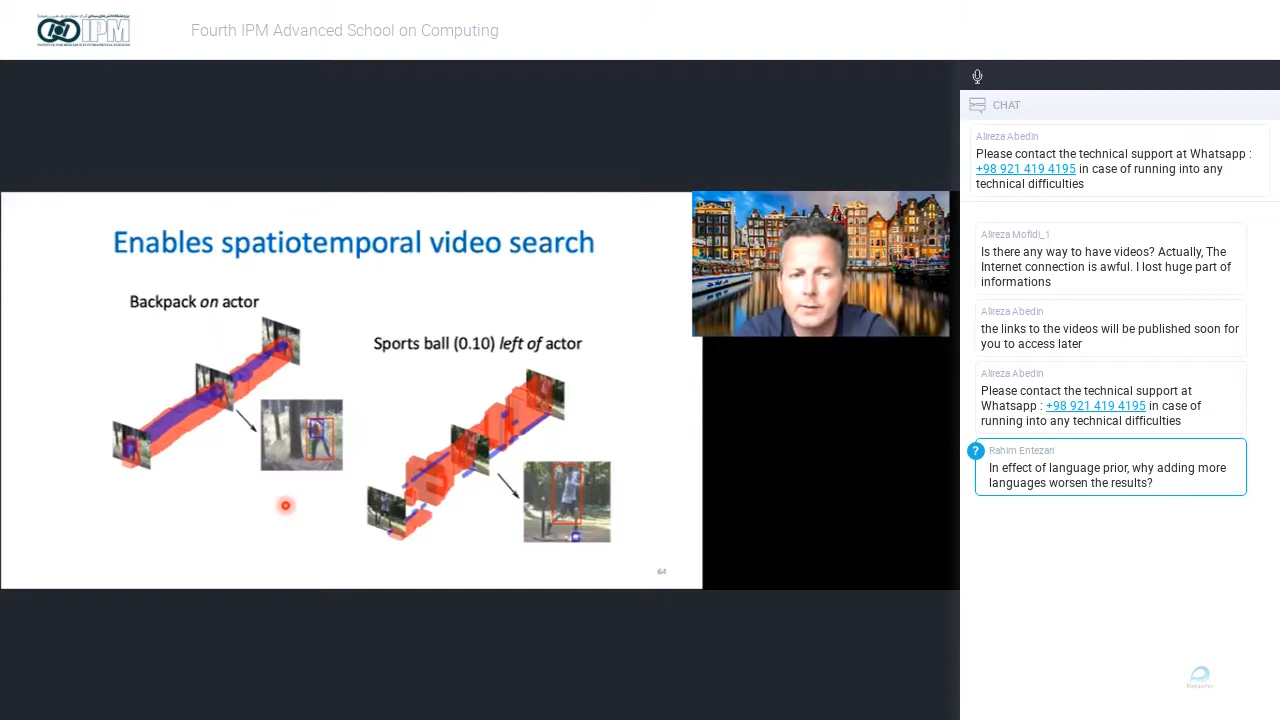 IPM
Fourth IPM Advanced School on Computing
Enables spatiotemporal video search
Backpack on actor
Sports ball (0.10) left of actor
64
CHAT
Alireza Abedin
Please contact the technical support at Whatsapp :
+98 921 419 4195 in case of running into any
technical difficulties
Alireza Mofidi_1
Is there any way to have videos? Actually, The
Internet connection is awful. I lost huge part of
informations
Alireza Abedin
the links to the videos will be published soon for
you to access later
Alireza Abedin
Please contact the technical support at
Whatsapp : +98 921 419 4195 in case of
running into any technical difficulties
?
Rahim Entezari
In effect of language prior, why adding more
languages worsen the results?